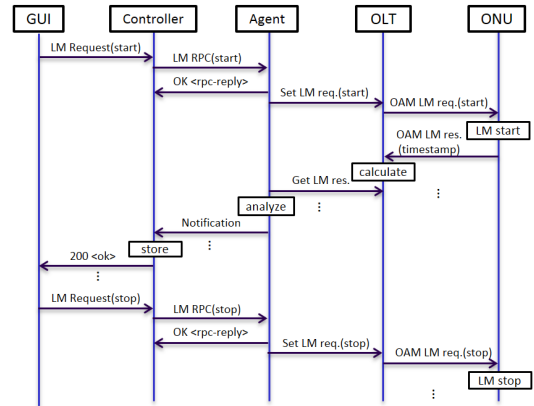 GUI Controller Agent OLT ONU
LM Request(start)
LM RPC(start)
OK <rpc-reply>
Set LM req.(start)
OAM LM req.(start)
LM start
OAM LM res.
(timestamp)
calculate
Get LM res.
analyze
Notification
store
200 <ok>
LM Request(stop)
LM RPC(stop)
OK <rpc-reply>
Set LM req.(stop)
OAM LM req.(stop)
LM stop